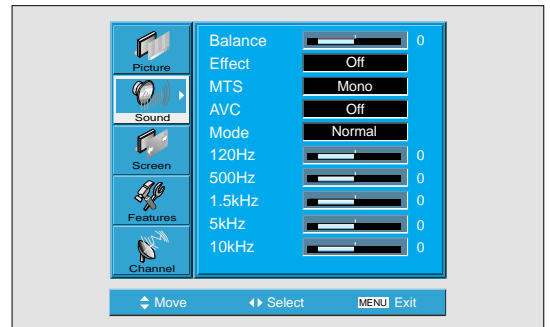 Picture
Sound
Screen
Features
Channel
Balance 0
Effect Off
MTS Mono
AVC Off
Mode Normal
120Hz 0
500Hz 0
1.5kHz 0
5kHz 0
10kHz 0
Move Select MENU Exit